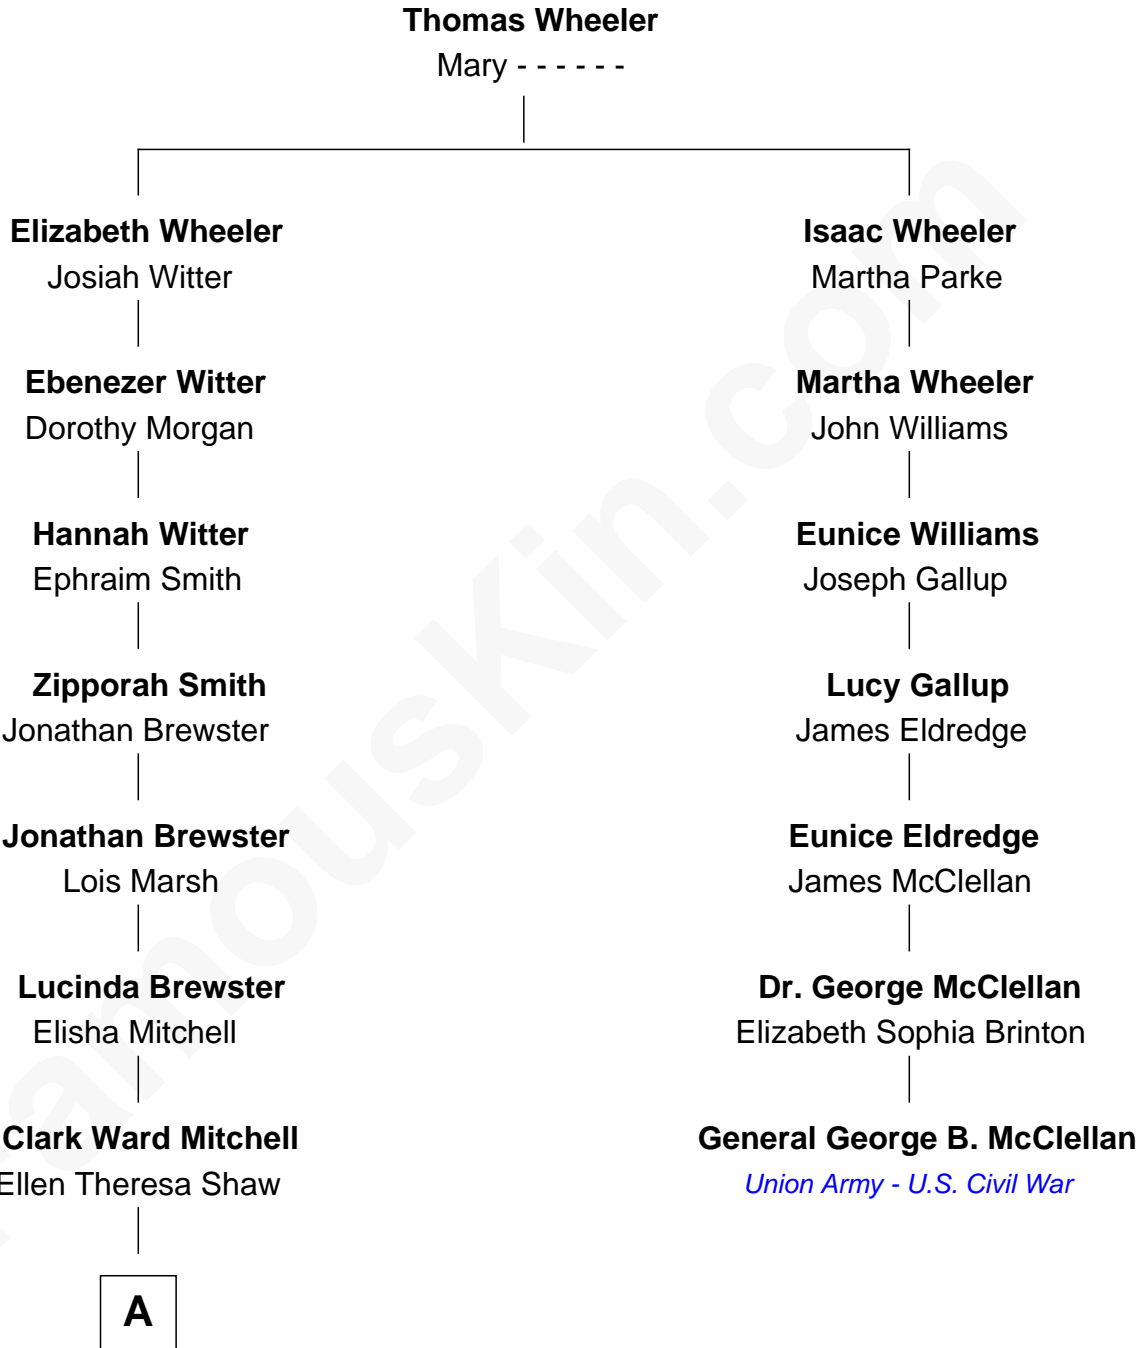 Thomas Wheeler
Mary - - - - - -
Elizabeth Wheeler
Josiah Witter
Isaac Wheeler
Martha Parke
Ebenezer Witter
Dorothy Morgan
Martha Wheeler
John Williams
Hannah Witter
Ephraim Smith
Eunice Williams
Joseph Gallup
Zipporah Smith
Jonathan Brewster
Lucy Gallup
James Eldredge
Jonathan Brewster
Lois Marsh
Eunice Eldredge
James McClellan
Lucinda Brewster
Elisha Mitchell
Dr. George McClellan
Elizabeth Sophia Brinton
Clark Ward Mitchell
Ellen Theresa Shaw
General George B. McClellan
Union Army - U.S. Civil War
A
FamousKin.com